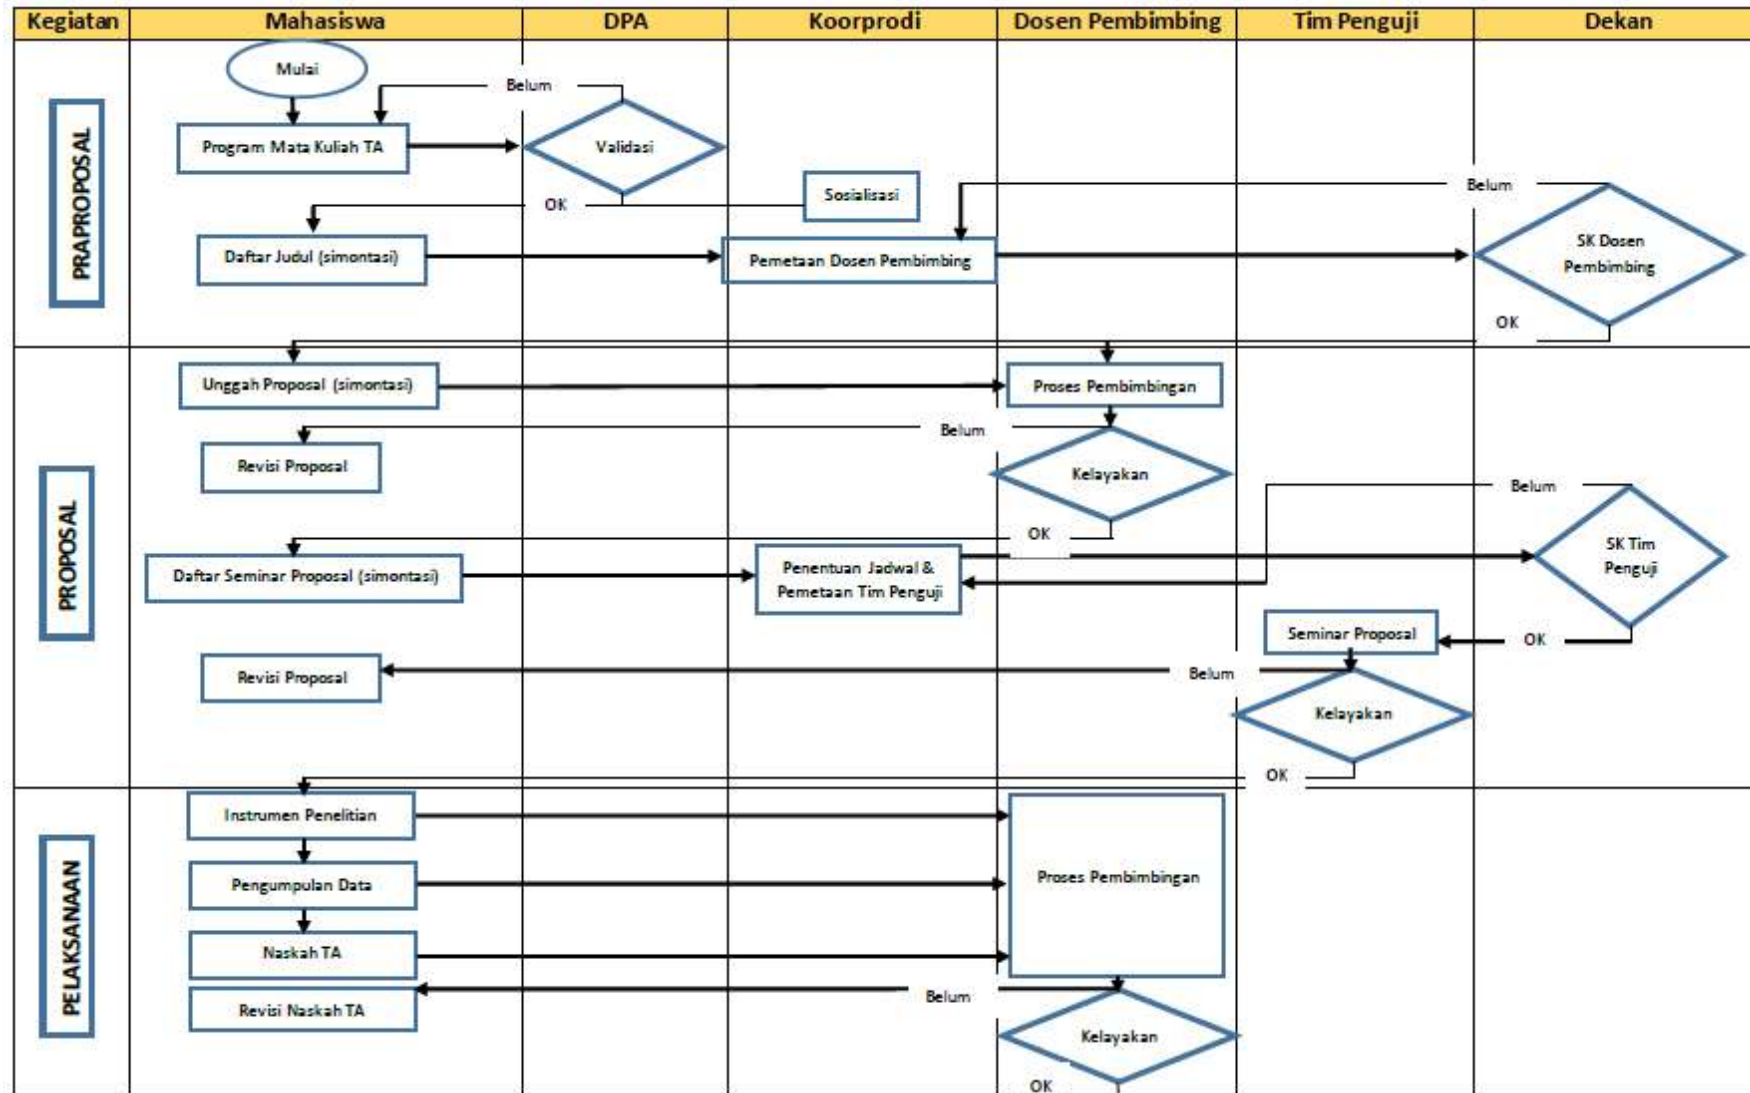 Kegiatan
Mahasiswa
DPA
Koorprodi
Dosen Pembimbing
Tim Penguji
Dekan
PRAPROPOSAL
Mulai
Belum
Program Mata Kuliah TA
Validasi
Sosialisasi
Belum
OK
Daftar Judul (simontasi)
Pemetaan Dosen Pembimbing
SK Dosen
Pembimbing
OK
PROPOSAL
Unggah Proposal (simontasi)
Proses Pembimbingan
Belum
Revisi Proposal
Kelayakan
Belum
OK
Daftar Seminar Proposal (simontasi)
Penentuan Jadwal &
Pemetaan Tim Penguji
SK Tim
Penguji
Seminar Proposal
OK
Revisi Proposal
Belum
Kelayakan
OK
PELAKSANAAN
Instrumen Penelitian
Pengumpulan Data
Proses Pembimbingan
Naskah TA
Belum
Revisi Naskah TA
Kelayakan
OK